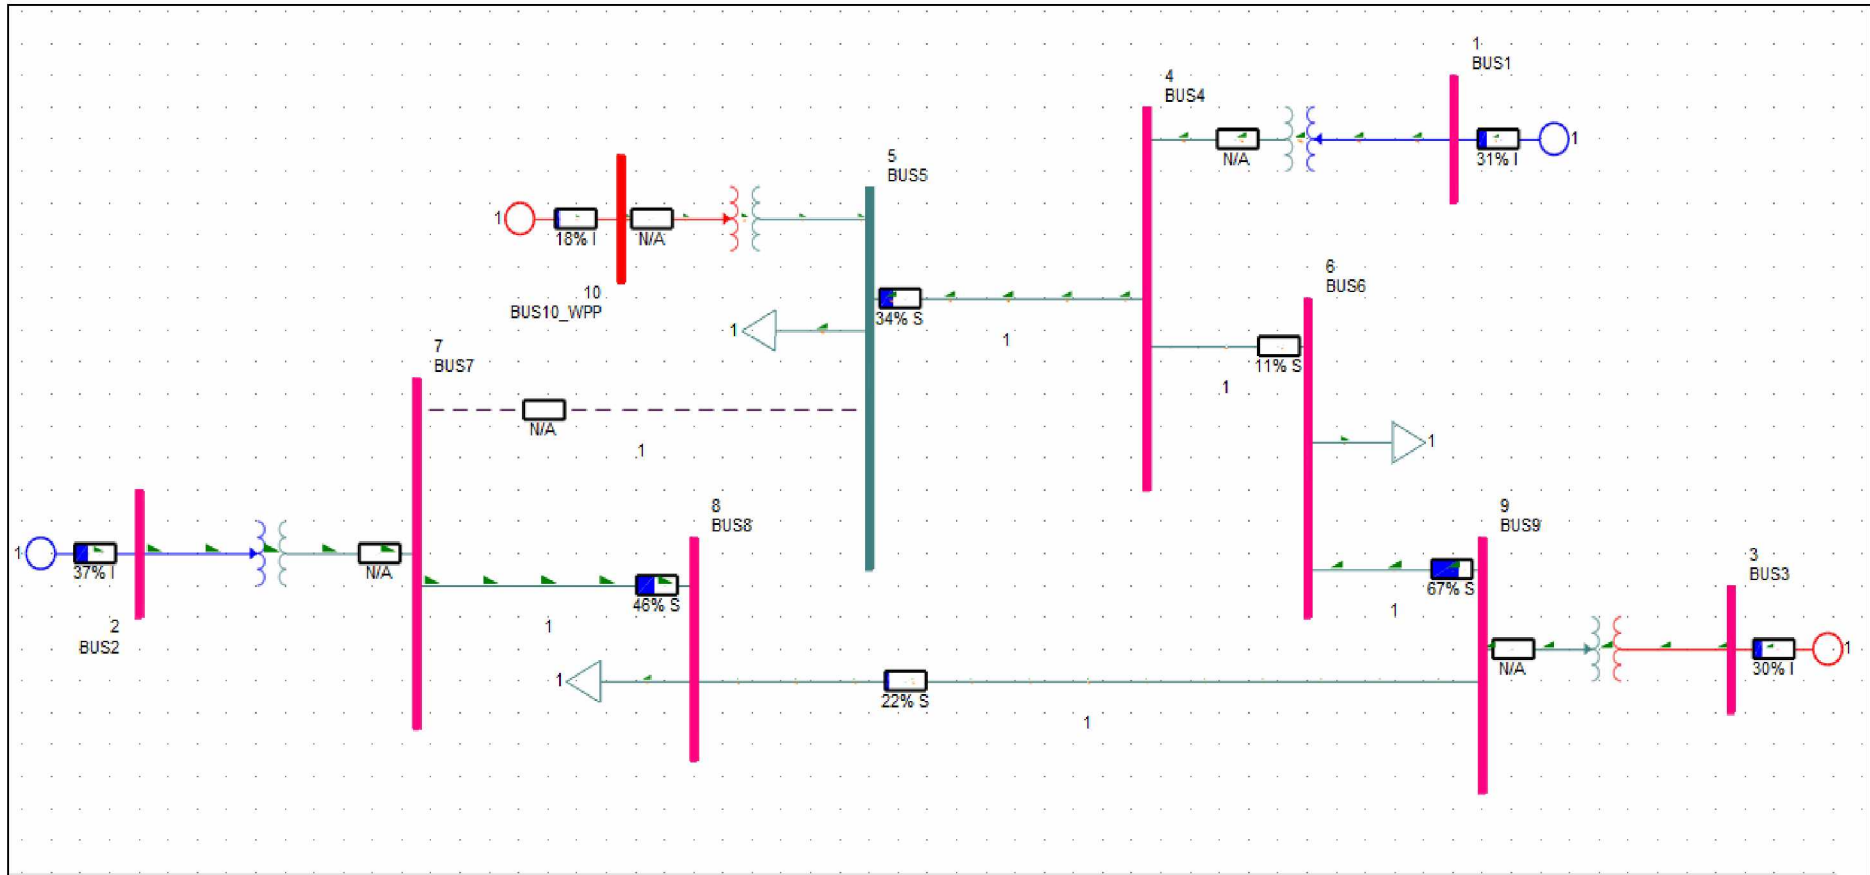 1
BUS1
4
BUS4
N/A
31% I
1
5
BUS5
1
18% I
N/A
10
BUS10_WPP
6
BUS6
34% S
1
1
11% S
1
7
BUS7
N/A
1
1
8
BUS8
9
BUS9
1
37% I
N/A
3
BUS3
46% S
67% S
1
1
2
BUS2
N/A
30% I
1
1
22% S
1